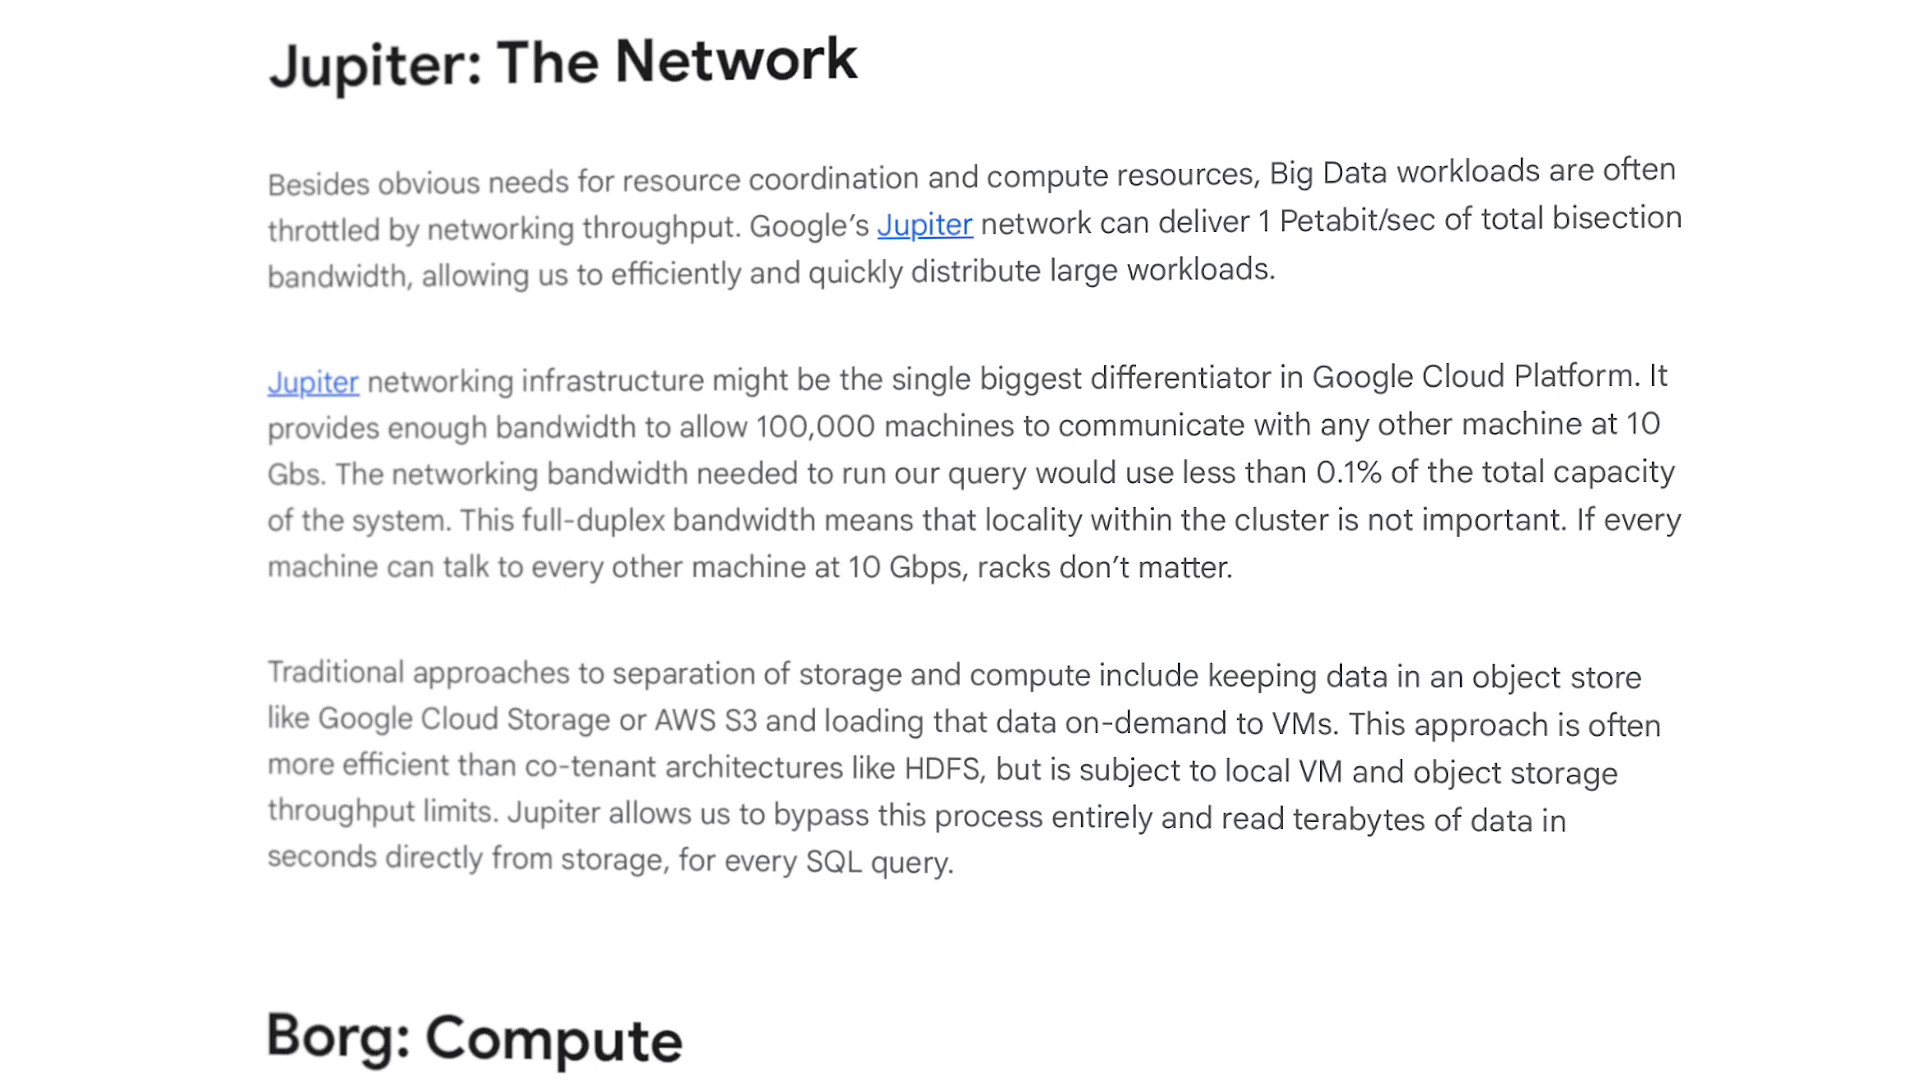 Jupiter: The Network
Besides obvious needs for resource coordination and compute resources, Big Data workloads are often
throttled by networking throughput. Google’s Jupiter network can deliver 1 Petabit/sec of total bisection
bandwidth, allowing us to efficiently and quickly distribute large workloads.
Jupiter networking infrastructure might be the single biggest differentiator in Google Cloud Platform. It
provides enough bandwidth to allow 100,000 machines to communicate with any other machine at 10
Gbs. The networking bandwidth needed to run our query would use less than 0.1% of the total capacity
of the system. This full-duplex bandwidth means that locality within the cluster is not important. If every
machine can talk to every other machine at 10 Gbps, racks don’t matter.
Traditional approaches to separation of storage and compute include keeping data in an object store
like Google Cloud Storage or AWS S3 and loading that data on-demand to VMs. This approach is often
more efficient than co-tenant architectures like HDFS, but is subject to local VM and object storage
throughput limits. Jupiter allows us to bypass this process entirely and read terabytes of data in
seconds directly from storage, for every SQL query.
Borg: Compute